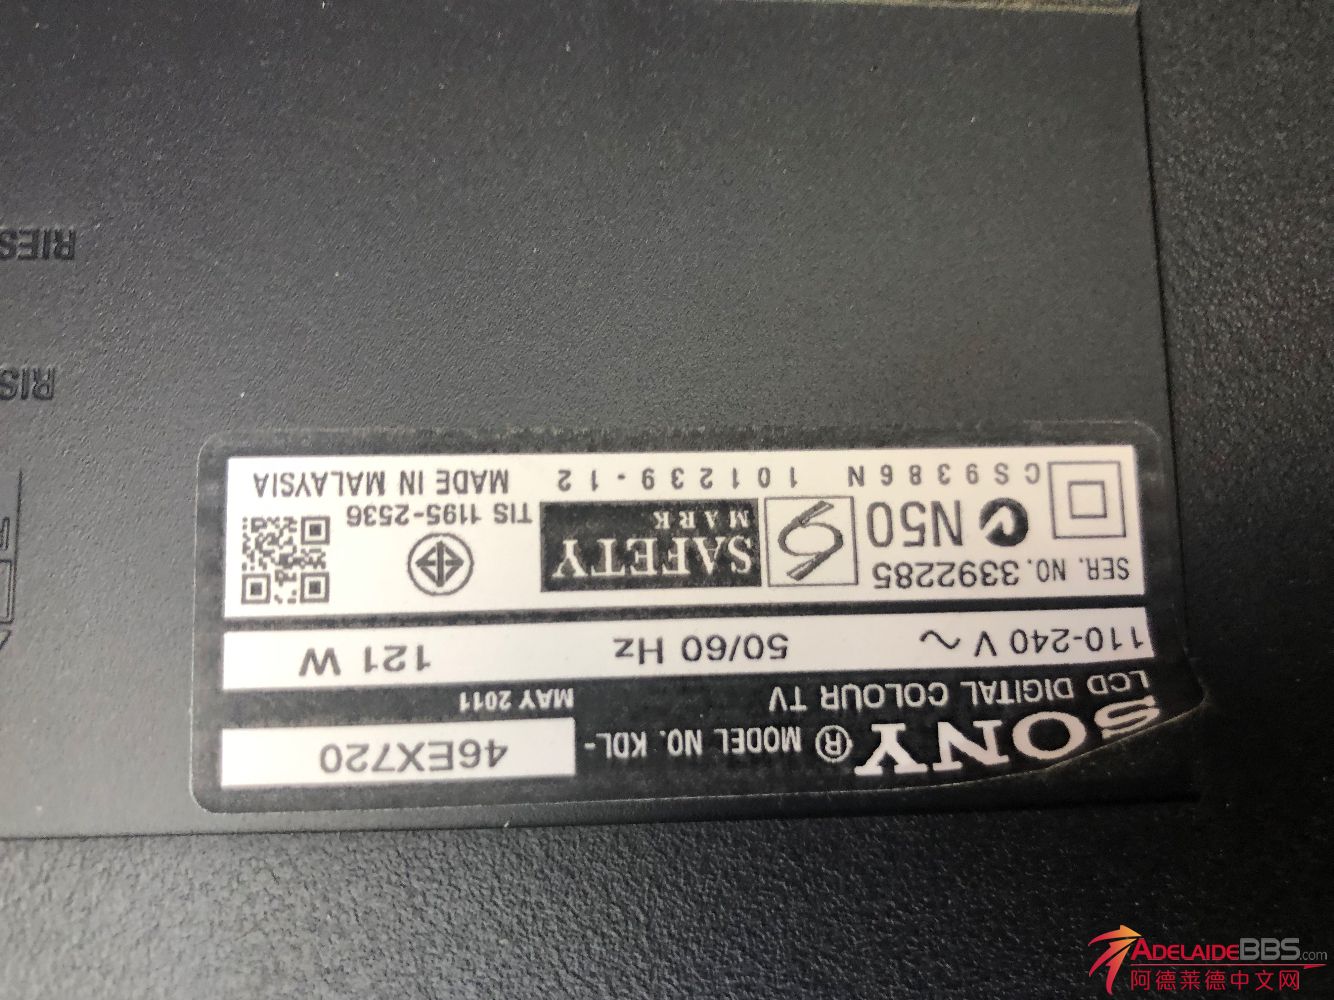 SONY ® MODEL NO. KDL- 46EX720
LCD DIGITAL COLOUR TV MAY 2011
110-240 V ~ 50/60 Hz 121 W
SER. NO. 3392285
N50
SAFETY
MARK
TIS 1195-2536
CS9386N 101239-12 MADE IN MALAYSIA
RIS
RIES
ADELAIDEBBS.com
阿德莱德中文网